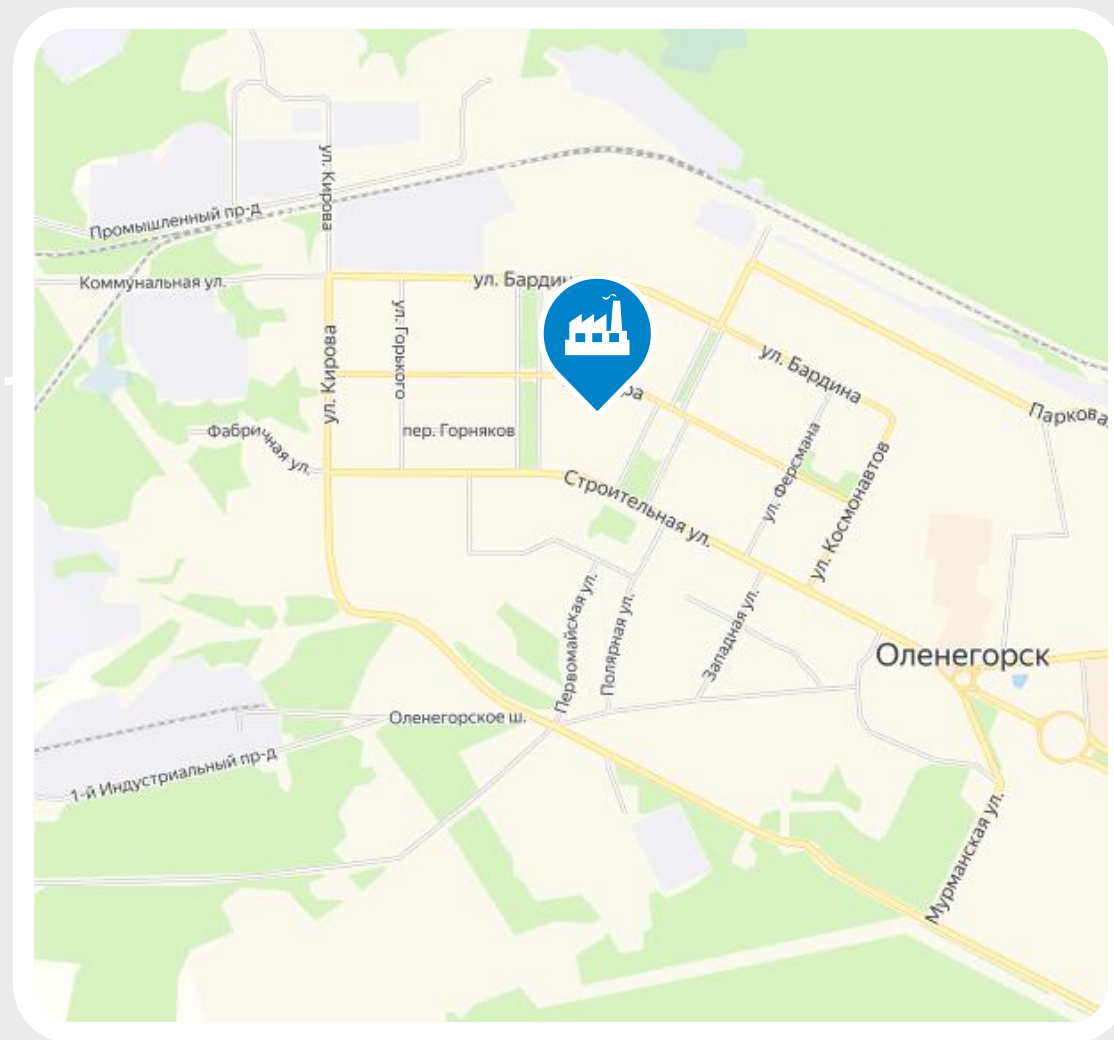 ул. Кирова
Промышленный пр-д
Коммунальная ул.
ул. Бардина
ул. Горького
ул. Кирова
ул. Бардина
Парковая
пер. Горняков
Фабричная ул.
ул. Ферсмана
ул. Космонавтов
Строительная ул.
Первомайская ул.
Полярная ул.
Западная ул.
Оленегорск
Оленегорское ш.
1-й Индустриальный пр-д
Мурманская ул.